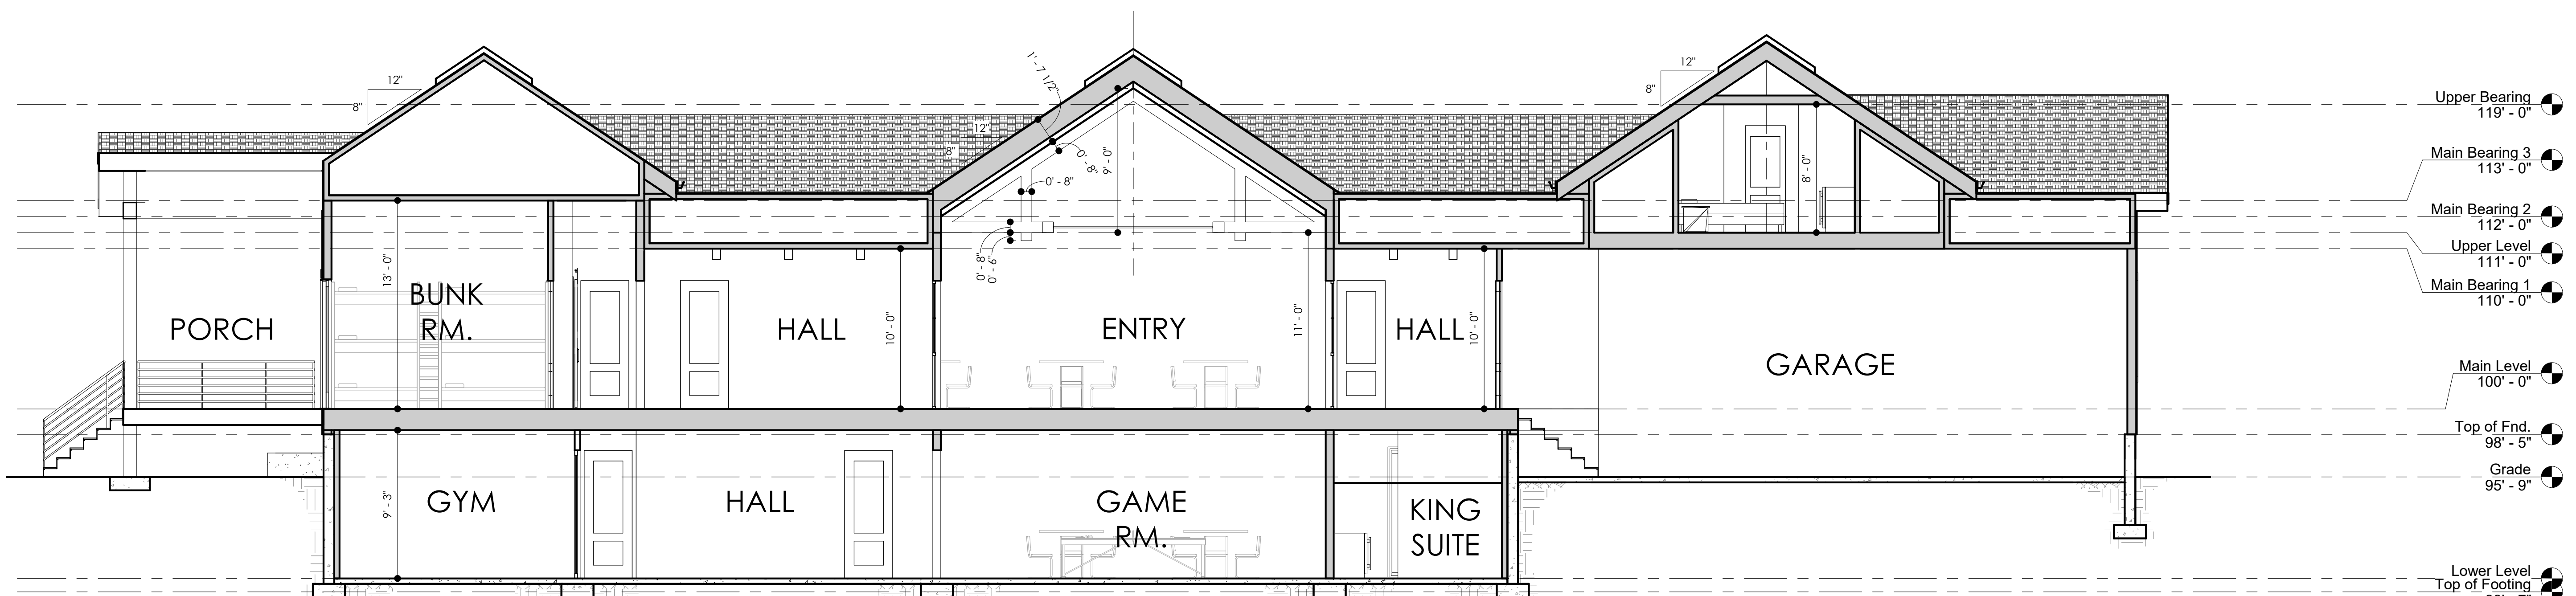 12"
8"
1' - 7 1/2"
12"
8"
0' - 8"
9' - 0"
0' - 8"
12"
8"
8' - 0"
0' - 8"
0' - 6"
13' - 0"
BUNK
RM.
PORCH
HALL
10' - 0"
ENTRY
11' - 0"
HALL
10' - 0"
GARAGE
9' - 3"
GYM
HALL
GAME
RM.
KING
SUITE
Upper Bearing
119' - 0"
Main Bearing 3
113' - 0"
Main Bearing 2
112' - 0"
Upper Level
111' - 0"
Main Bearing 1
110' - 0"
Main Level
100' - 0"
Top of Fnd.
98' - 5"
Grade
95' - 9"
Lower Level
Top of Footing